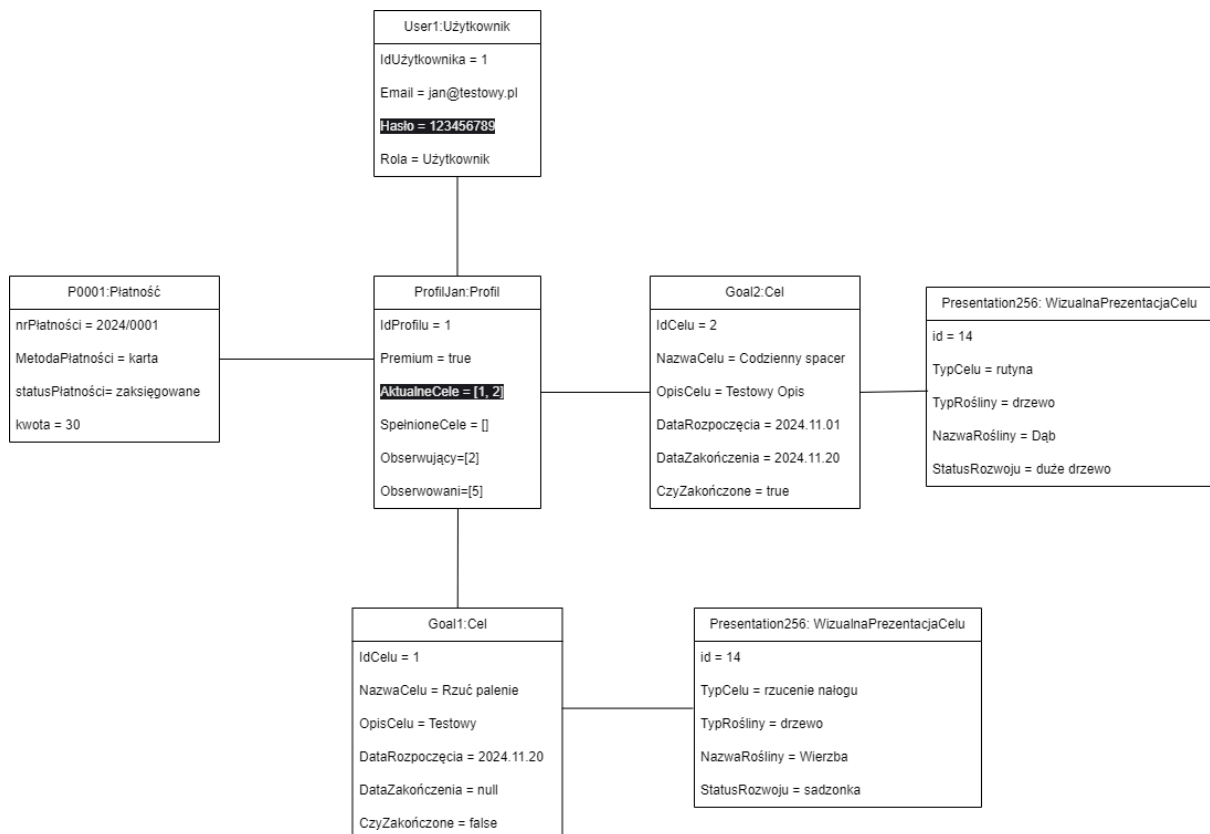 User1:Użytkownik
IdUżytkownika = 1
Email = jan@testowy.pl
Hasło = 123456789
Rola = Użytkownik
P0001:Płatność
nrPłatności = 2024/0001
MetodaPłatności = karta
statusPłatności= zaksięgowane
kwota = 30
ProfilJan:Profil
IdProfilu = 1
Premium = true
AktualneCele = [1, 2]
SpełnioneCele = []
Obserwujący=[2]
Obserwowani=[5]
Goal2:Cel
IdCelu = 2
NazwaCelu = Codzienny spacer
OpisCelu = Testowy Opis
DataRozpoczęcia = 2024.11.01
DataZakończenia = 2024.11.20
CzyZakończone = true
Presentation256: WizualnaPrezentacjaCelu
id = 14
TypCelu = rutyna
TypRośliny = drzewo
NazwaRośliny = Dąb
StatusRozwoju = duże drzewo
Goal1:Cel
IdCelu = 1
NazwaCelu = Rzuć palenie
OpisCelu = Testowy
DataRozpoczęcia = 2024.11.20
DataZakończenia = null
CzyZakończone = false
Presentation256: WizualnaPrezentacjaCelu
id = 14
TypCelu = rzucenie nałogu
TypRośliny = drzewo
NazwaRośliny = Wierzba
StatusRozwoju = sadzonka